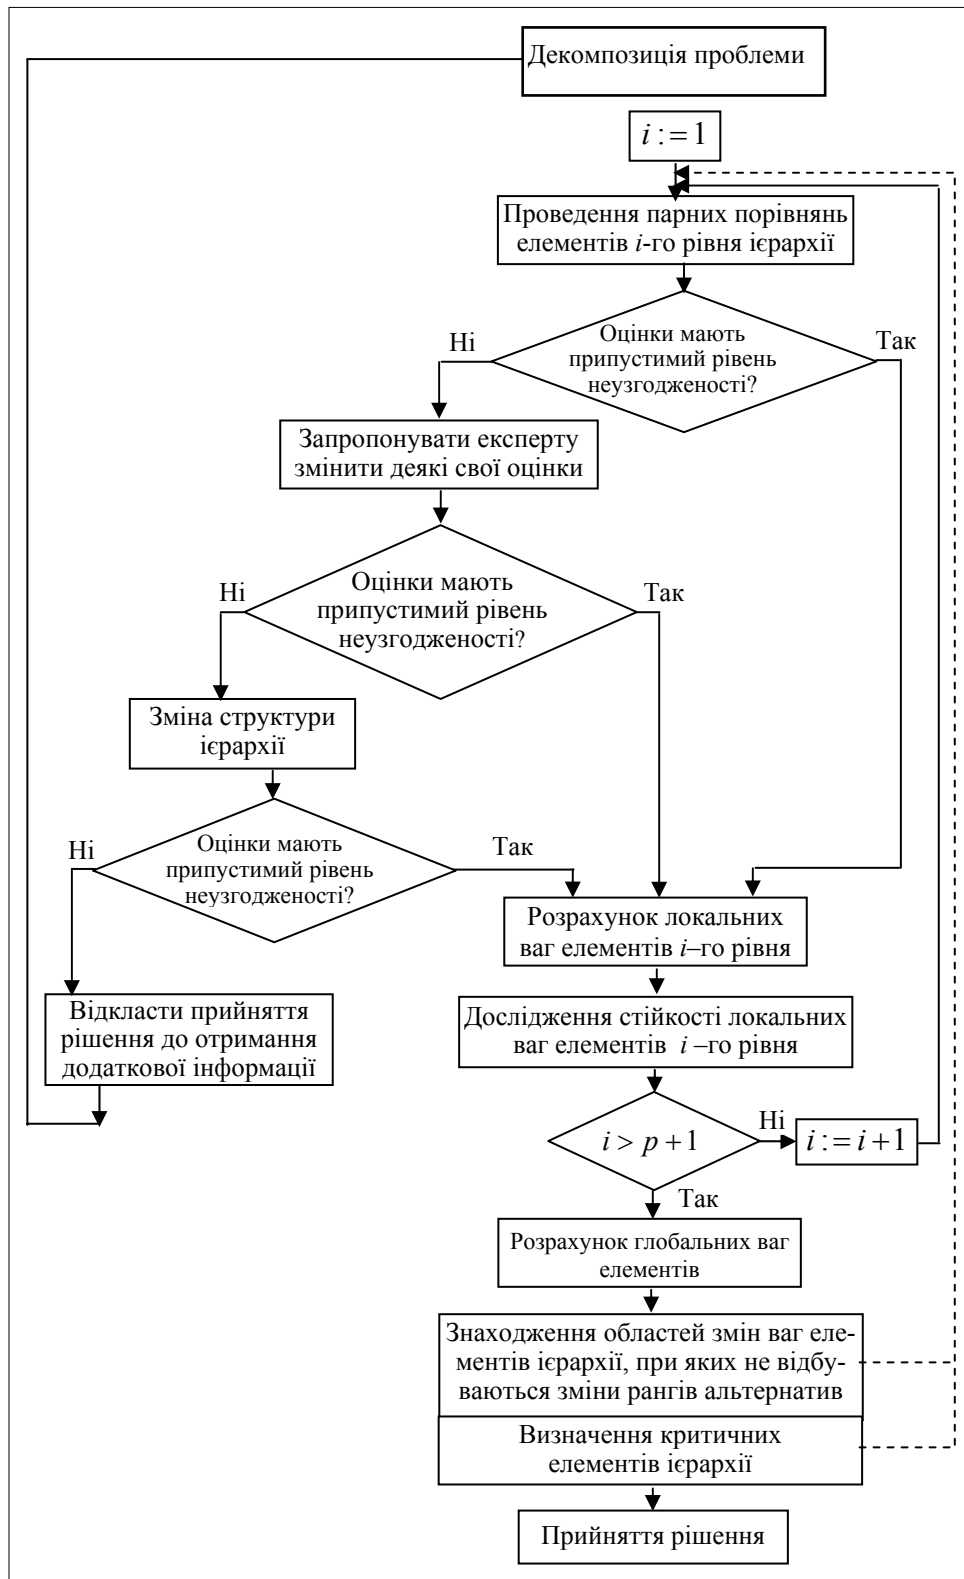 Декомпозиція проблеми
i := 1
Проведення парних порівнянь
елементів i-го рівня ієрархії
Оцінки мають
припустимий рівень
неузгодженості?
Ні
Так
Запропонувати експерту
змінити деякі свої оцінки
Оцінки мають
припустимий рівень
неузгодженості?
Ні
Так
Зміна структури
ієрархії
Оцінки мають
припустимий рівень
неузгодженості?
Ні
Так
Розрахунок локальних
ваг елементів i–го рівня
Відкласти прийняття
рішення до отримання
додаткової інформації
Дослідження стійкості локальних
ваг елементів i –го рівня
i > p + 1
Ні
i := i + 1
Так
Розрахунок глобальних ваг
елементів
Знаходження областей змін ваг еле-
ментів ієрархії, при яких не відбу-
ваються зміни рангів альтернатив
Визначення критичних
елементів ієрархії
Прийняття рішення